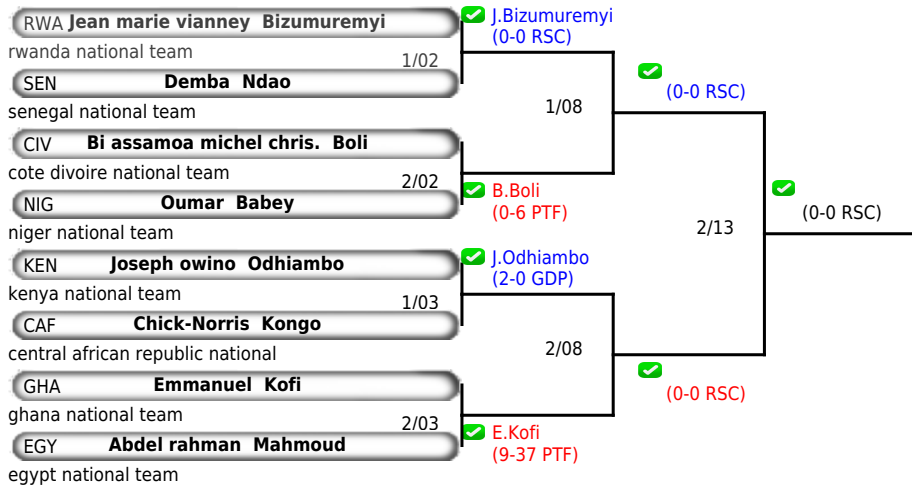 RWA Jean marie vianney Bizumuremyi
rwanda national team
1/02
SEN Demba Ndao
senegal national team
CIV Bi assamoa michel chris. Boli
cote divoire national team
2/02
NIG Oumar Babey
niger national team
KEN Joseph owino Odhiambo
kenya national team
1/03
CAF Chick-Norris Kongo
central african republic national
GHA Emmanuel Kofi
ghana national team
2/03
EGY Abdel rahman Mahmoud
egypt national team
J.Bizumuremyi
(0-0 RSC)
1/08
B.Boli
(0-6 PTF)
J.Odhiambo
(2-0 GDP)
2/08
E.Kofi
(9-37 PTF)
(0-0 RSC)
2/13
(0-0 RSC)
(0-0 RSC)